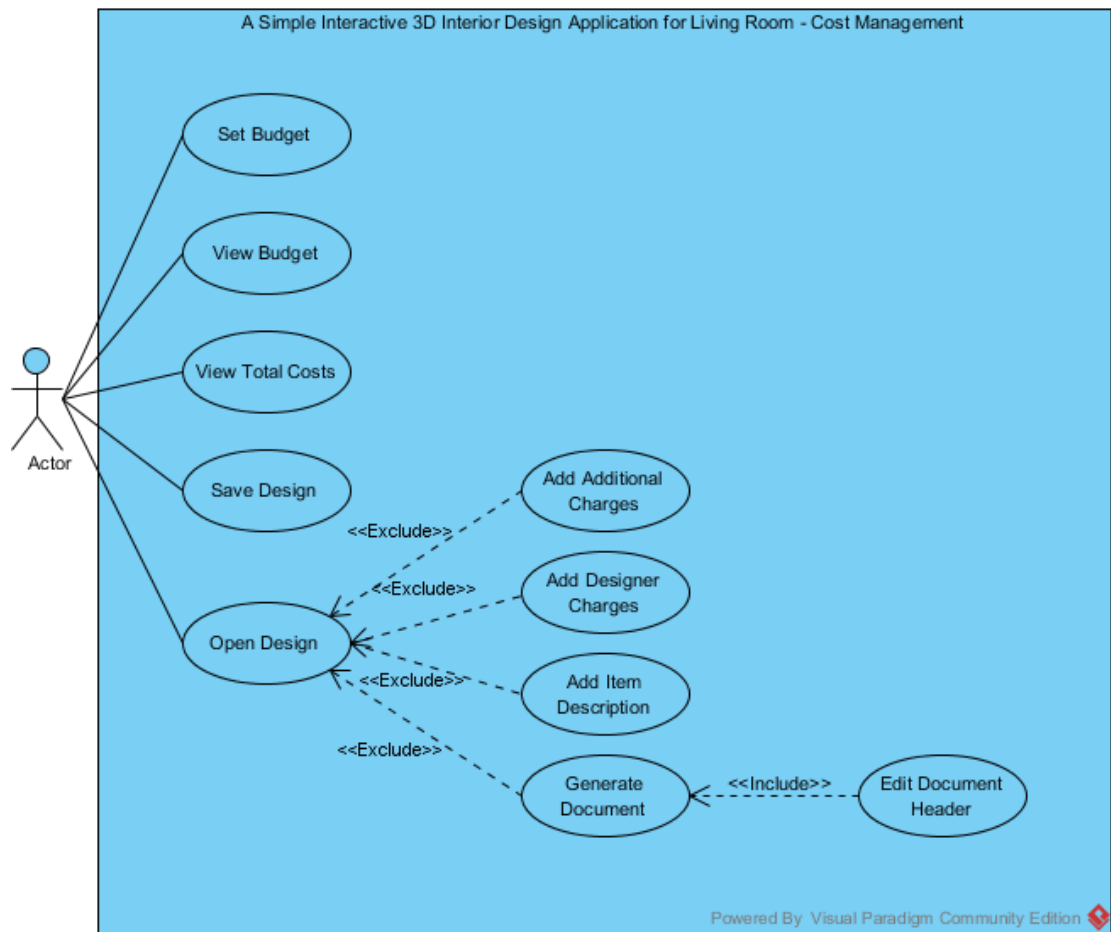 A Simple Interactive 3D Interior Design Application for Living Room - Cost Management
Set Budget
View Budget
View Total Costs
Actor
Save Design
Add Additional
Charges
<<Exclude>>
Add Designer
Charges
<<Exclude>>
Open Design
Add Item
Description
<<Exclude>>
<<Exclude>>
Generate
Document
<<Include>>
Edit Document
Header
Powered By Visual Paradigm Community Edition